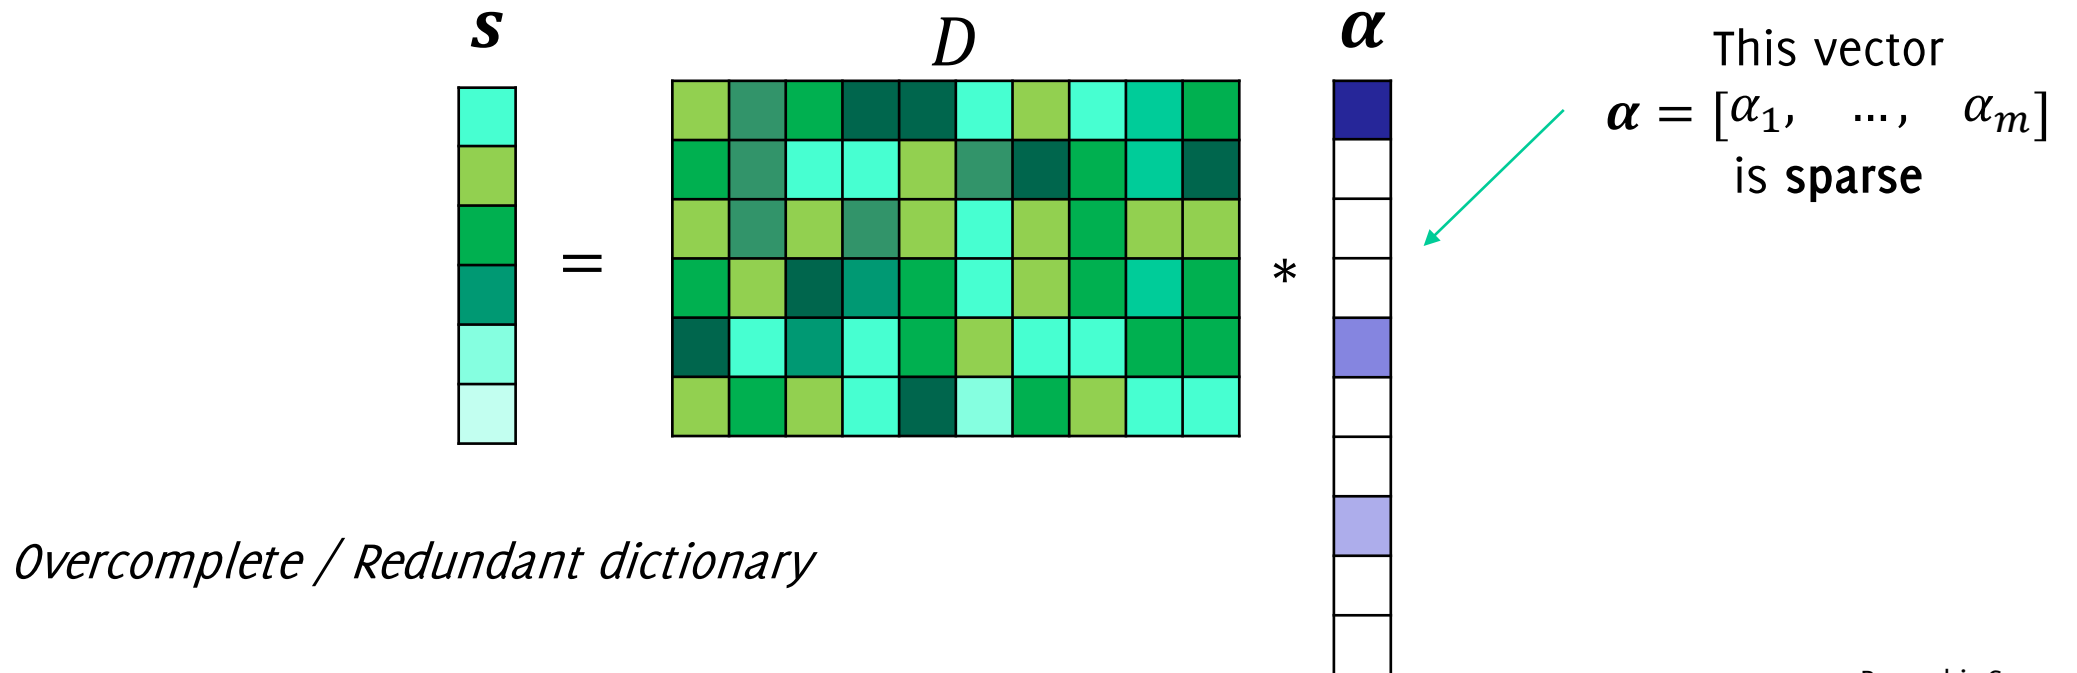 s
=
D
*
α
This vector
α = [α₁, …, αₘ]
is sparse
Overcomplete / Redundant dictionary